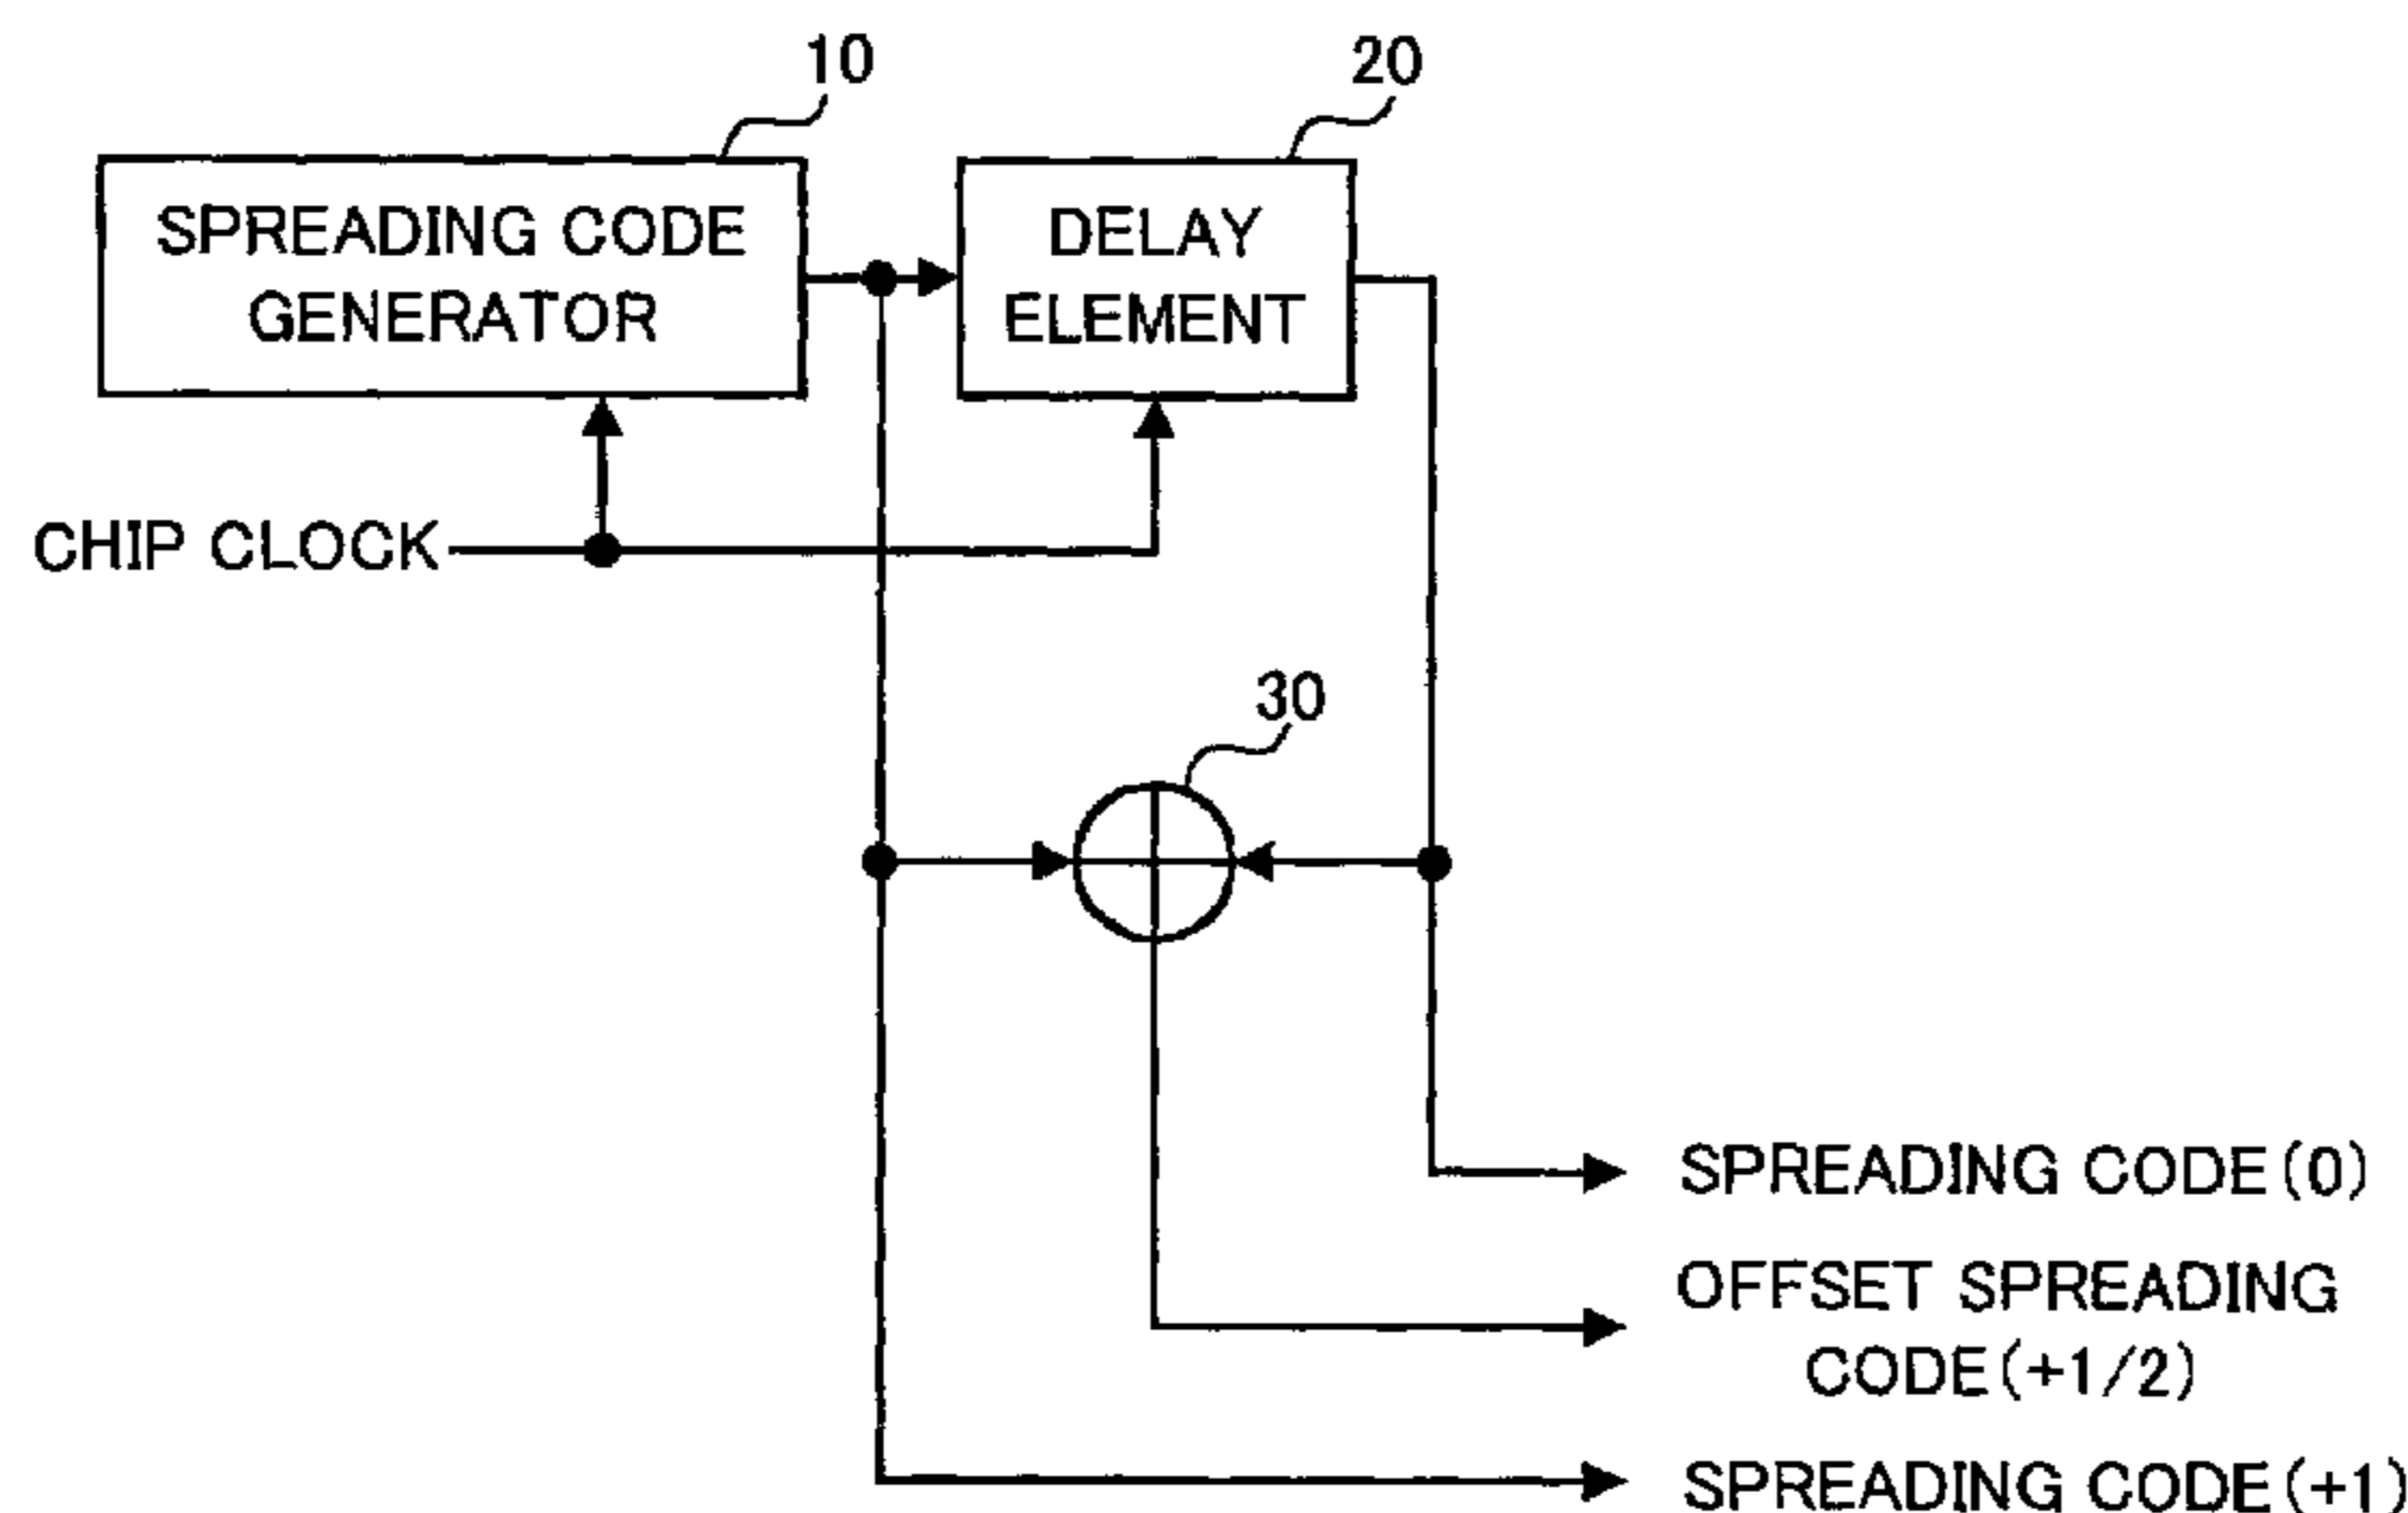 10
20
SPREADING CODE
GENERATOR
DELAY
ELEMENT
CHIP CLOCK
30
SPREADING CODE(0)
OFFSET SPREADING
CODE(+1/2)
SPREADING CODE(+1)